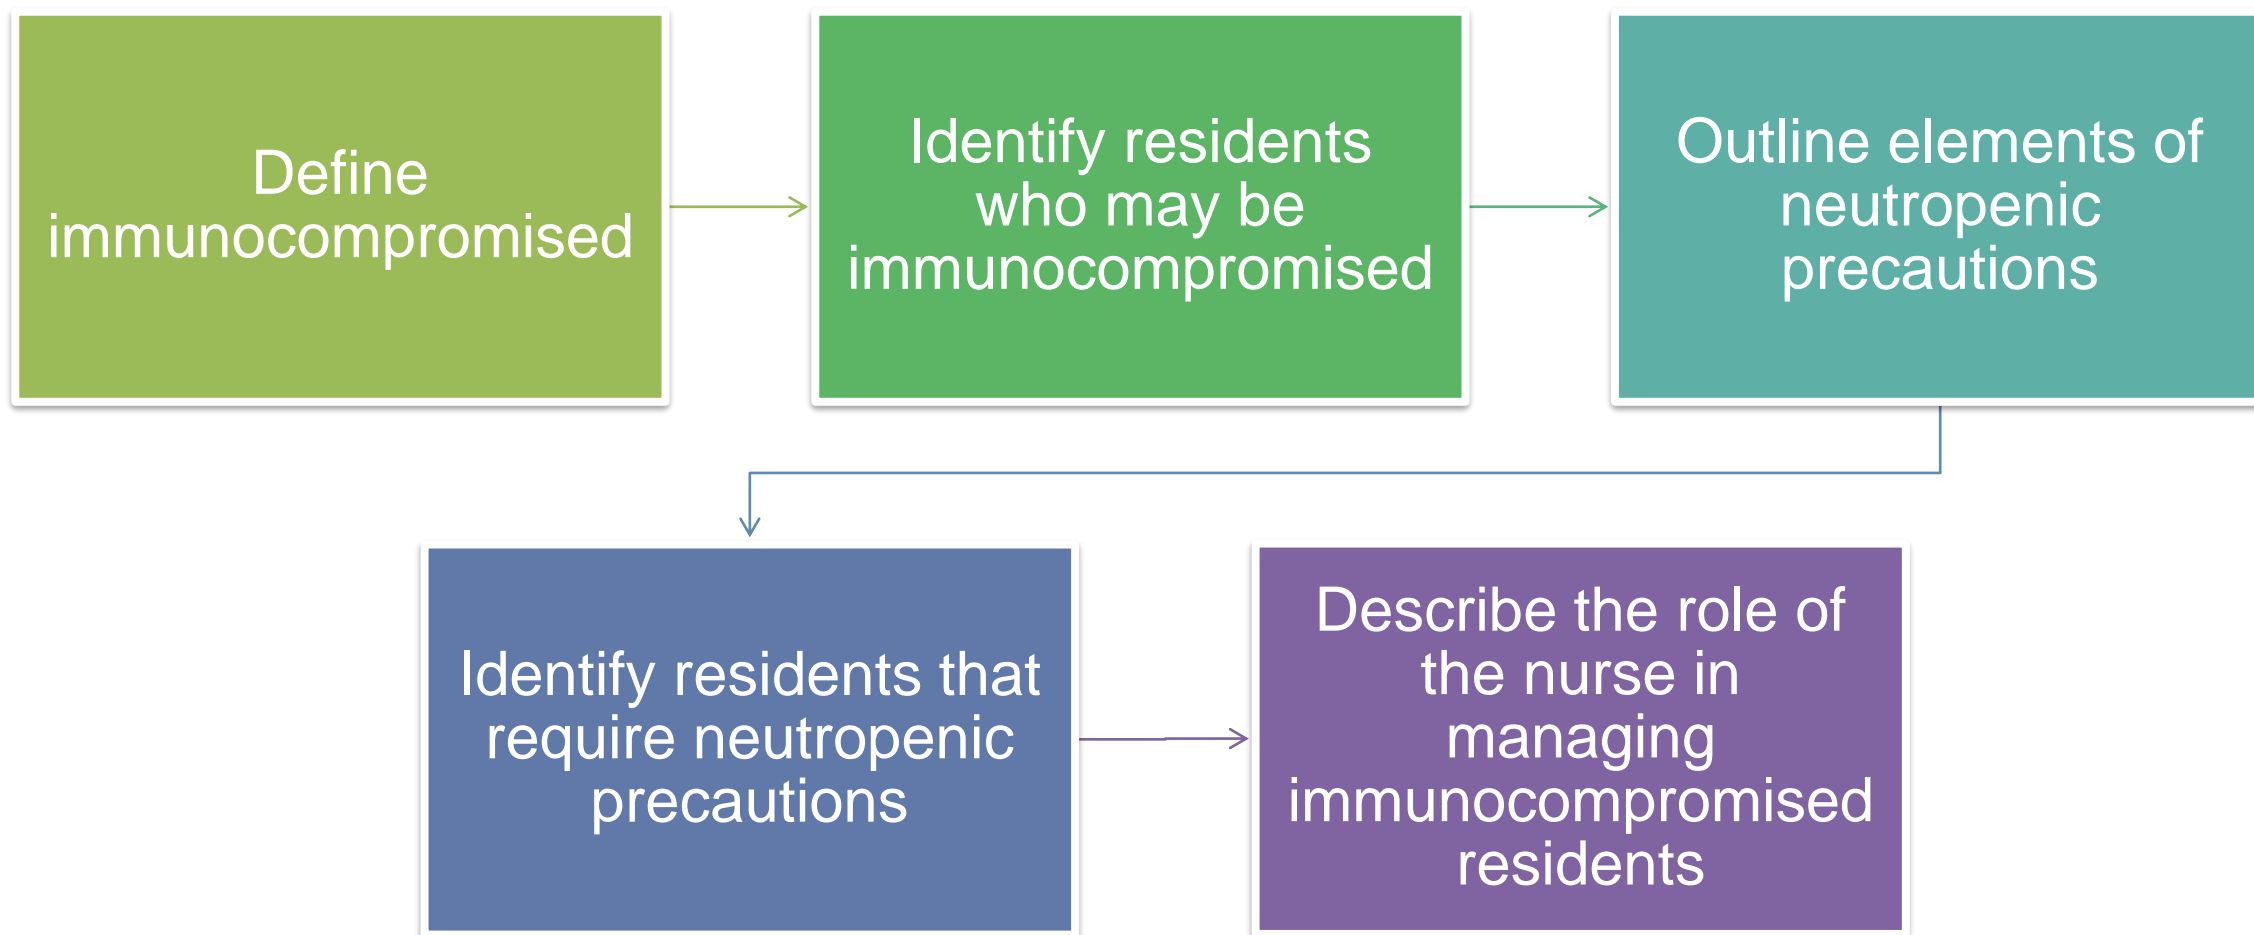 Define
immunocompromised
Identify residents
who may be
immunocompromised
Outline elements of
neutropenic
precautions
Identify residents that
require neutropenic
precautions
Describe the role of
the nurse in
managing
immunocompromised
residents